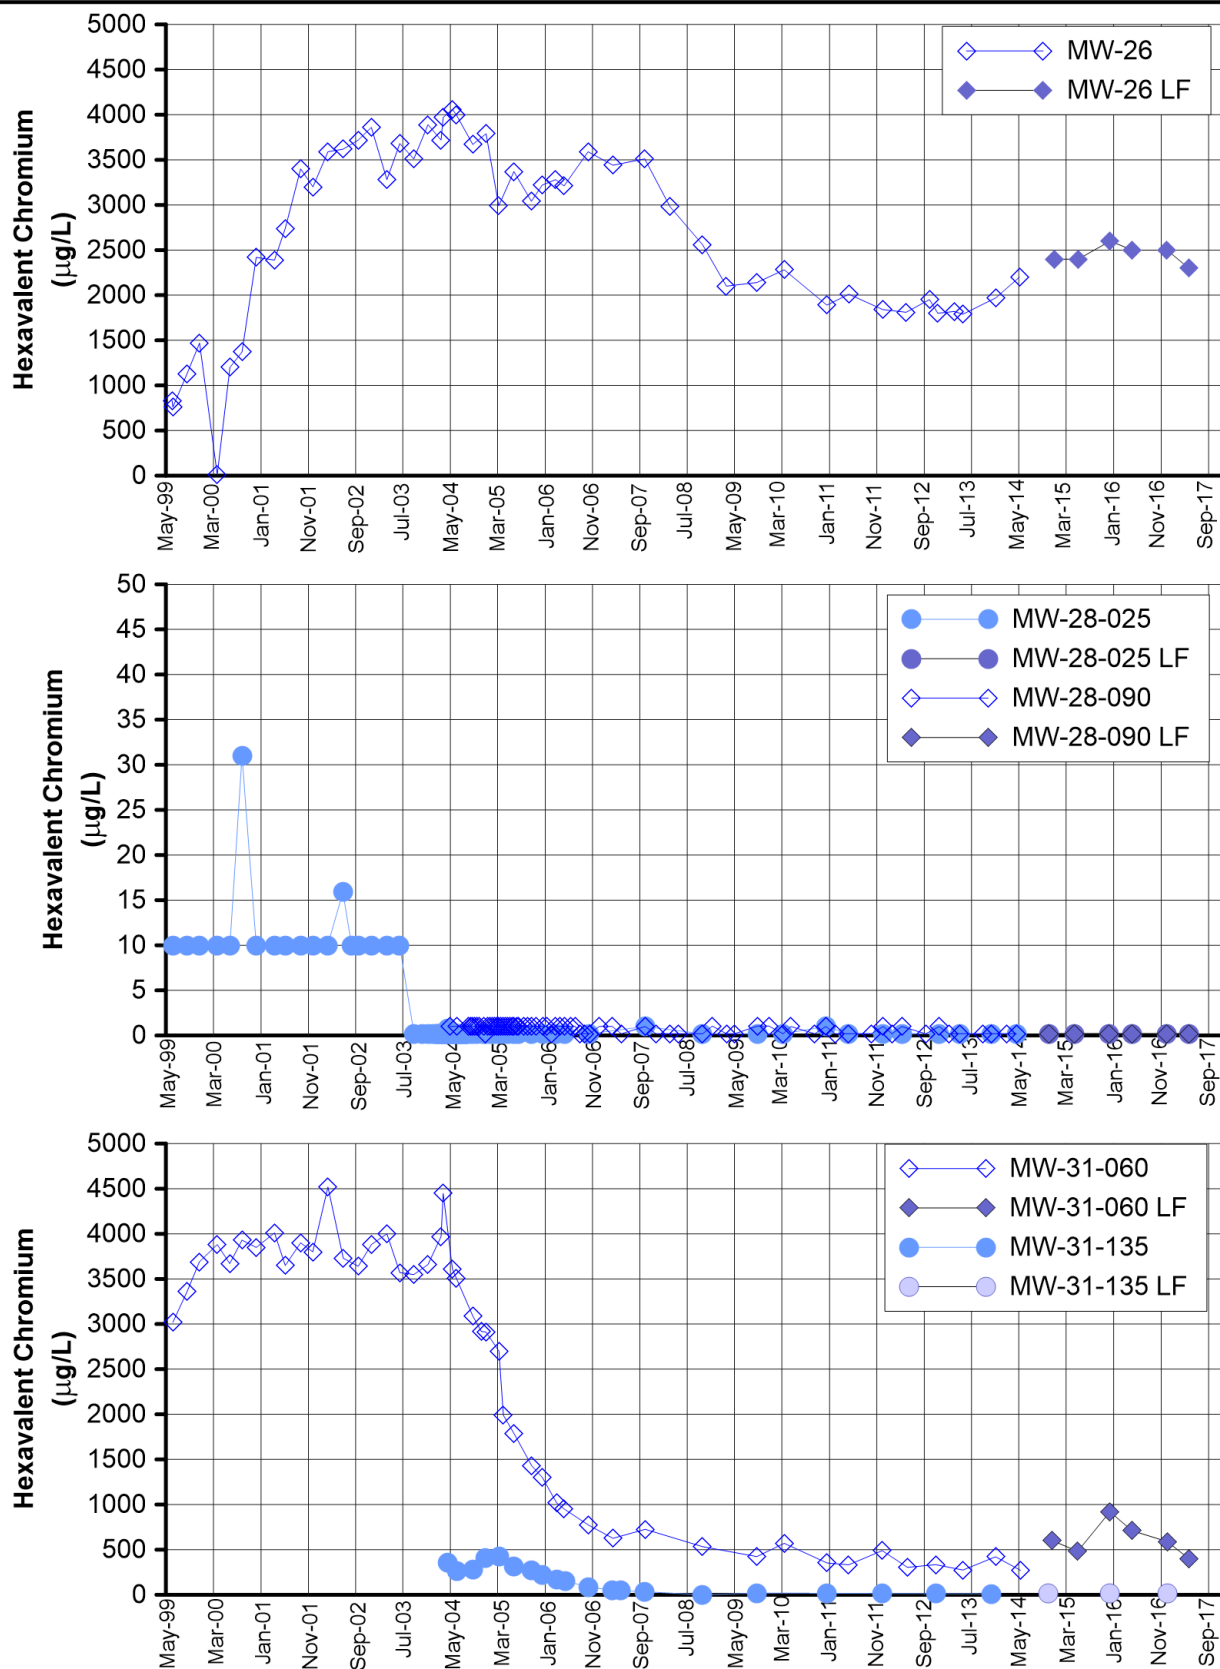 5000
4500
4000
3500
3000
2500
2000
1500
1000
500
0
Hexavalent Chromium
(μg/L)
MW-26
MW-26 LF
May-99
Mar-00
Jan-01
Nov-01
Sep-02
Jul-03
May-04
Mar-05
Jan-06
Nov-06
Sep-07
Jul-08
May-09
Mar-10
Jan-11
Nov-11
Sep-12
Jul-13
May-14
Mar-15
Jan-16
Nov-16
Sep-17
50
45
40
35
30
25
20
15
10
5
0
Hexavalent Chromium
(μg/L)
MW-28-025
MW-28-025 LF
MW-28-090
MW-28-090 LF
May-99
Mar-00
Jan-01
Nov-01
Sep-02
Jul-03
May-04
Mar-05
Jan-06
Nov-06
Sep-07
Jul-08
May-09
Mar-10
Jan-11
Nov-11
Sep-12
Jul-13
May-14
Mar-15
Jan-16
Nov-16
Sep-17
5000
4500
4000
3500
3000
2500
2000
1500
1000
500
0
Hexavalent Chromium
(μg/L)
MW-31-060
MW-31-060 LF
MW-31-135
MW-31-135 LF
May-99
Mar-00
Jan-01
Nov-01
Sep-02
Jul-03
May-04
Mar-05
Jan-06
Nov-06
Sep-07
Jul-08
May-09
Mar-10
Jan-11
Nov-11
Sep-12
Jul-13
May-14
Mar-15
Jan-16
Nov-16
Sep-17